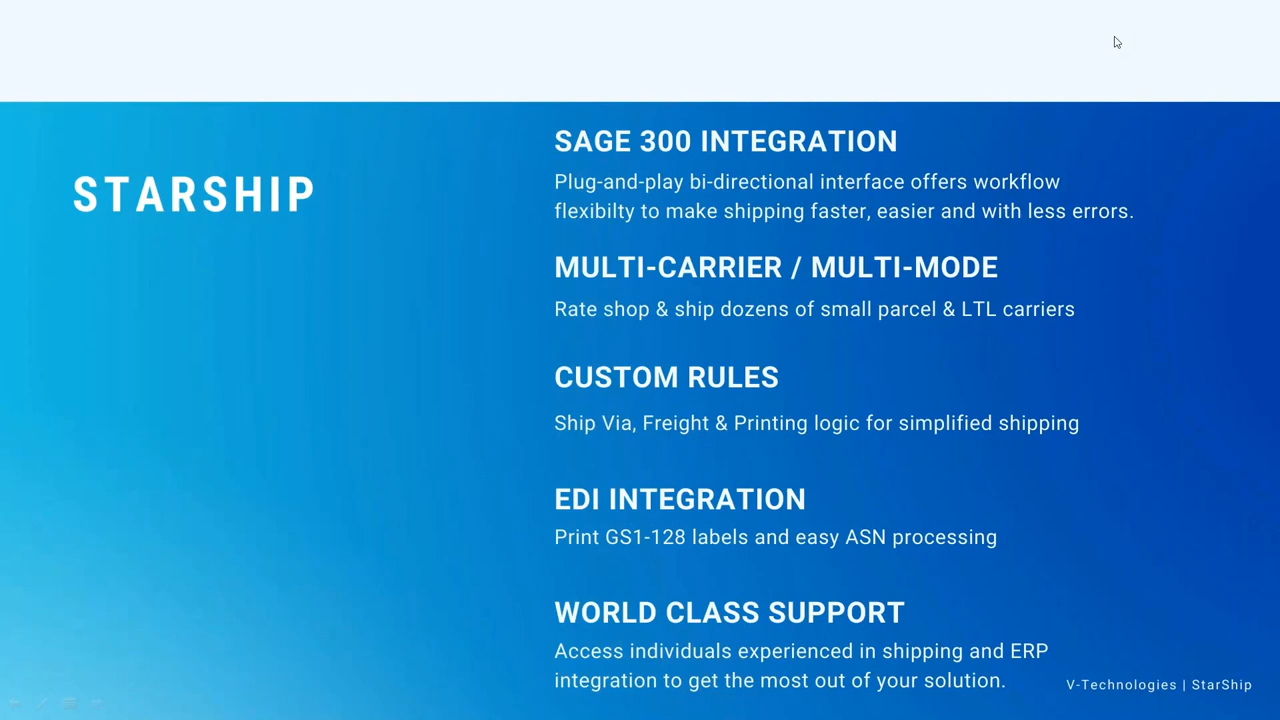 STARSHIP
SAGE 300 INTEGRATION
Plug-and-play bi-directional interface offers workflow
flexibilty to make shipping faster, easier and with less errors.
MULTI-CARRIER / MULTI-MODE
Rate shop & ship dozens of small parcel & LTL carriers
CUSTOM RULES
Ship Via, Freight & Printing logic for simplified shipping
EDI INTEGRATION
Print GS1-128 labels and easy ASN processing
WORLD CLASS SUPPORT
Access individuals experienced in shipping and ERP
integration to get the most out of your solution.
V-Technologies | StarShip